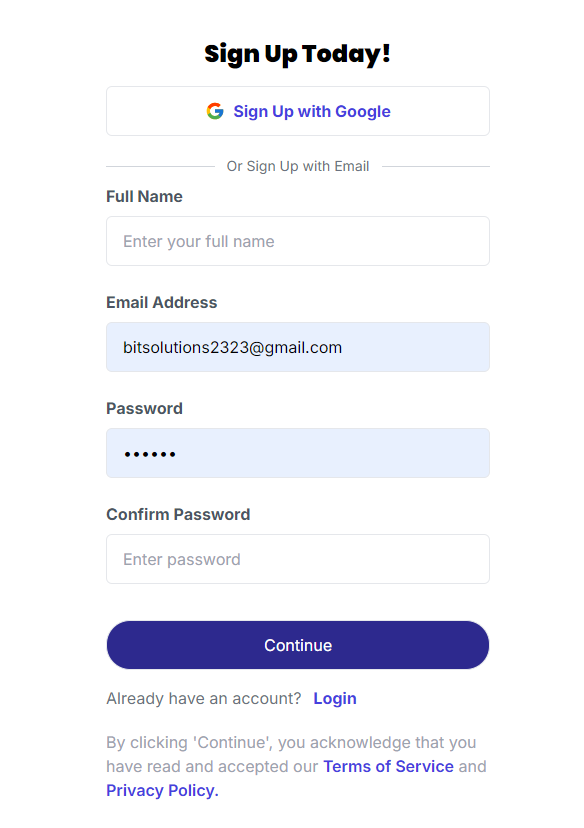 Sign Up Today!
Sign Up with Google
Or Sign Up with Email
Full Name
Enter your full name
Email Address
bitsolutions2323@gmail.com
Password
••••••
Confirm Password
Enter password
Continue
Already have an account? Login
By clicking 'Continue', you acknowledge that you
have read and accepted our Terms of Service and
Privacy Policy.